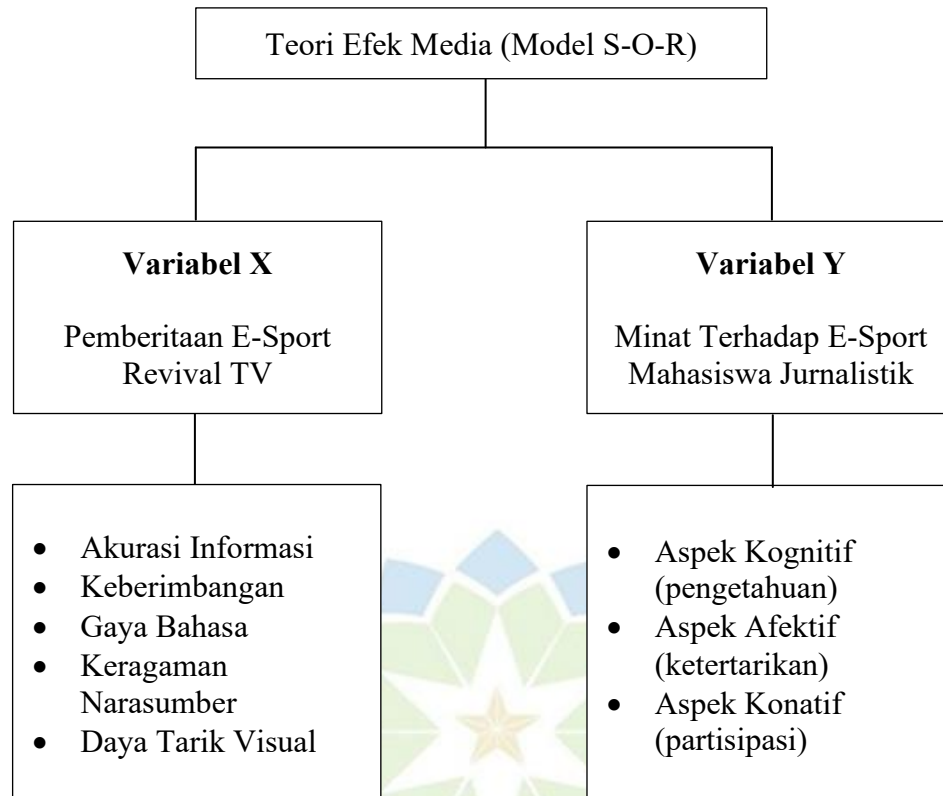 Teori Efek Media (Model S-O-R)
Variabel X
Pemberitaan E-Sport
Revival TV
Variabel Y
Minat Terhadap E-Sport
Mahasiswa Jurnalistik
• Akurasi Informasi
• Keberimbangan
• Gaya Bahasa
• Keragaman
Narasumber
• Daya Tarik Visual
• Aspek Kognitif
(pengetahuan)
• Aspek Afektif
(ketertarikan)
• Aspek Konatif
(partisipasi)